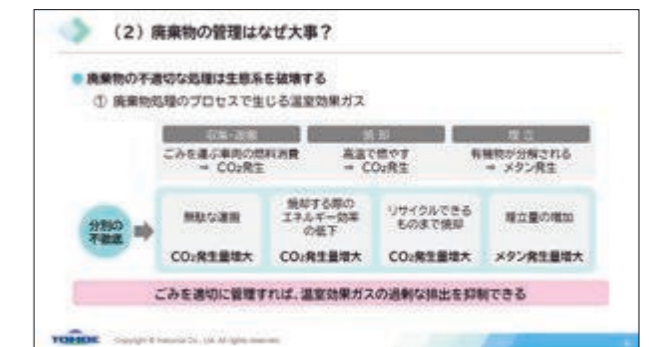 （2）廃棄物の管理はなぜ大事？
廃棄物の不適切な処理は生態系を破壊する
① 廃棄物処理のプロセスで生じる温室効果ガス
収集・運搬 焼却 埋立
ごみを運ぶ車両の燃料消費 高温で燃やす 有機物が分解される
⇒ CO₂発生 ⇒ CO₂発生 ⇒ メタン発生
分別の
不徹底
無駄な運搬
CO₂発生量増大
焼却する際の
エネルギー効率
の低下
CO₂発生量増大
リサイクルできる
ものまで焼却
CO₂発生量増大
埋立量の増加
メタン発生量増大
ごみを適切に管理すれば、温室効果ガスの過剰な排出を抑制できる
TOMOE
Co., Ltd. All rights reserved.